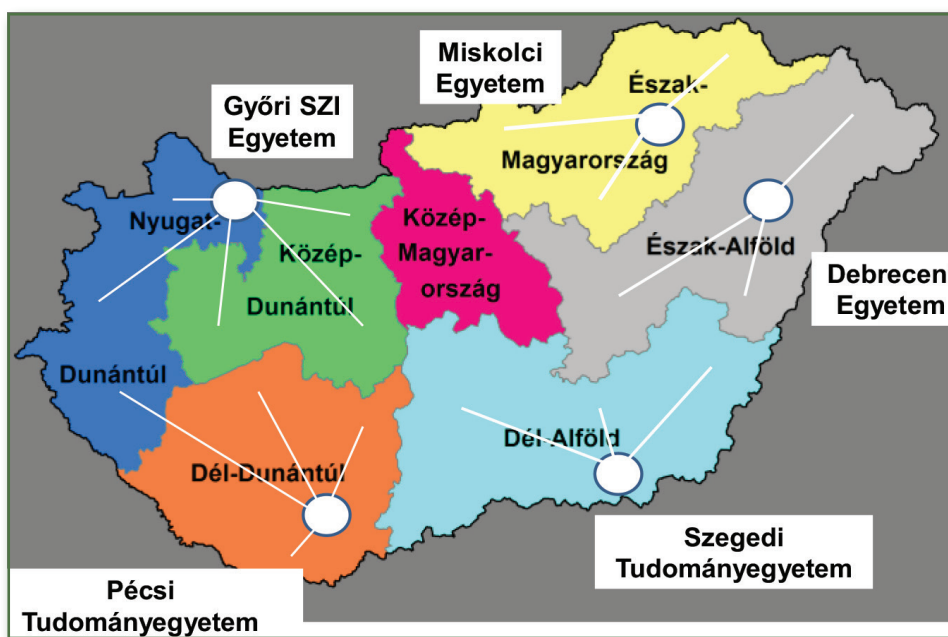 Miskolci
Egyetem
Győri SZI
Egyetem
Észak-
Magyarország
Nyugat-
Dunántúl
Közép-
Dunántúl
Közép-
Magyar-
ország
Észak-Alföld
Debrecen
Egyetem
Dél-Dunántúl
Dél-Alföld
Szegedi
Tudományegyetem
Pécsi
Tudományegyetem